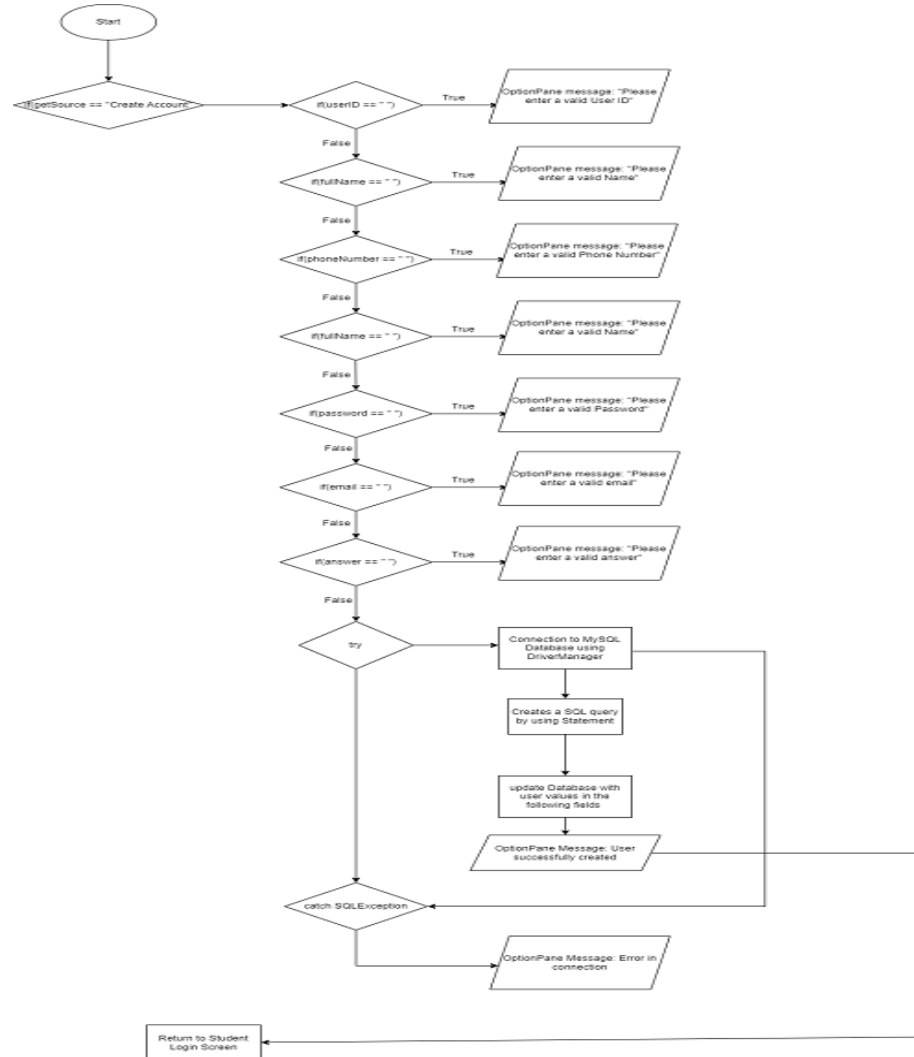 Start
if(getSource == "Create Account"
if(userID == " ")
True
OptionPane message: "Please
enter a valid User ID"
False
if(fullName == " ")
True
OptionPane message: "Please
enter a valid Name"
False
if(phoneNumber == " ")
True
OptionPane message: "Please
enter a valid Phone Number"
False
if(fullName == " ")
True
OptionPane message: "Please
enter a valid Name"
False
if(password == " ")
True
OptionPane message: "Please
enter a valid Password"
False
if(email == " ")
True
OptionPane message: "Please
enter a valid email"
False
if(answer == " ")
True
OptionPane message: "Please
enter a valid answer"
False
try
Connection to MySQL
Database using
DriverManager
Creates a SQL query
by using Statement
update Database with
user values in the
following fields
OptionPane Message: User
successfully created
catch SQLException
OptionPane Message: Error in
connection
Return to Student
Login Screen